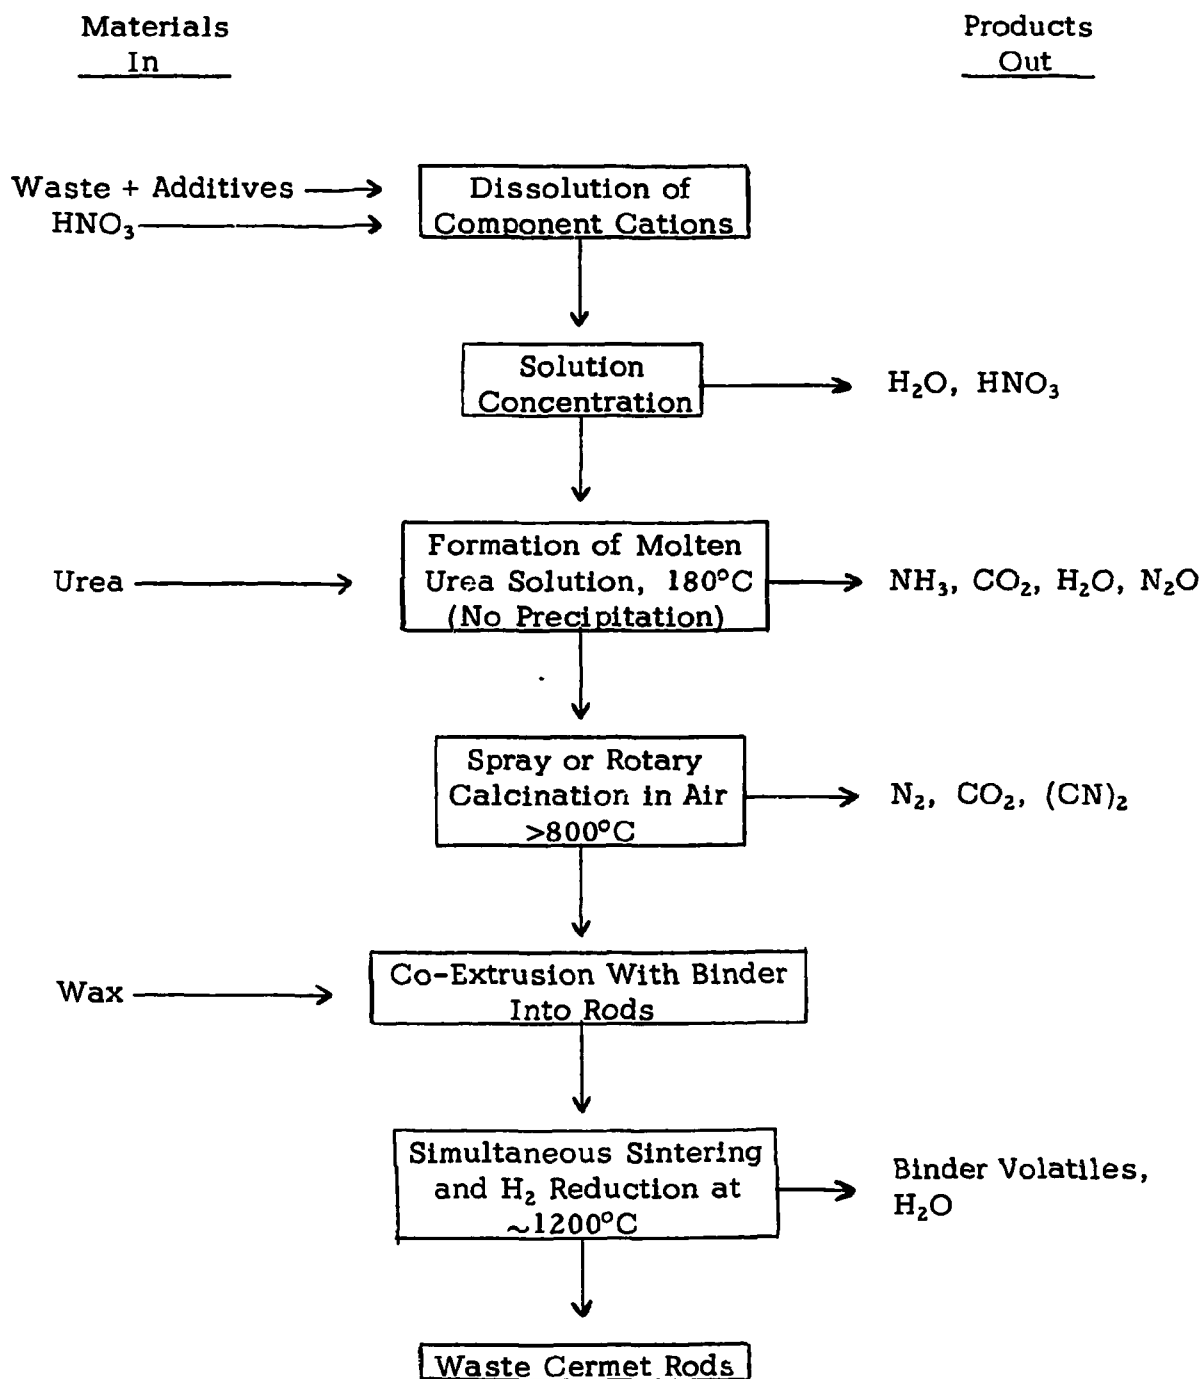 Materials
In
Products
Out
Waste + Additives
HNO₃
Dissolution of
Component Cations
Solution
Concentration
H₂O, HNO₃
Urea
Formation of Molten
Urea Solution, 180°C
(No Precipitation)
NH₃, CO₂, H₂O, N₂O
Spray or Rotary
Calcination in Air
>800°C
N₂, CO₂, (CN)₂
Wax
Co-Extrusion With Binder
Into Rods
Simultaneous Sintering
and H₂ Reduction at
~1200°C
Binder Volatiles,
H₂O
Waste Cermet Rods